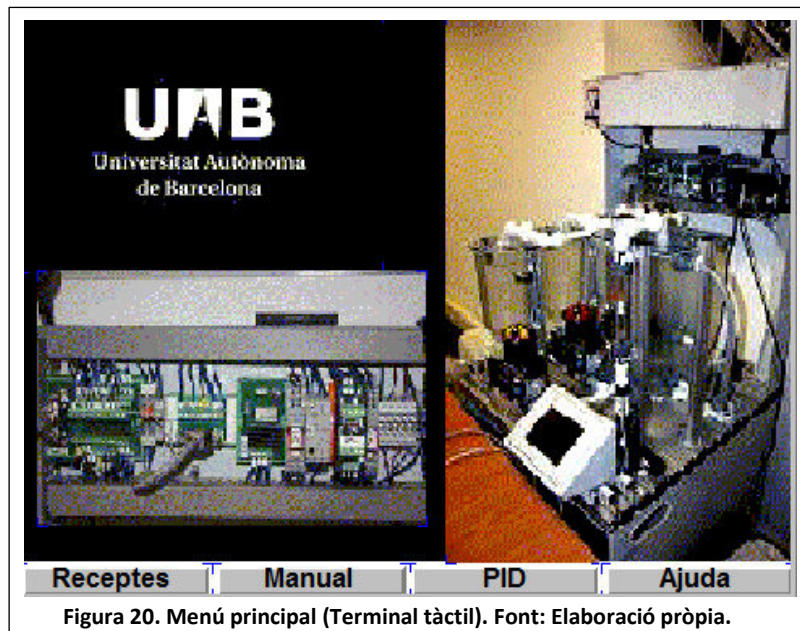 UAB
Universitat Autònoma
de Barcelona
Receptes Manual PID Ajuda
Figura 20. Menú principal (Terminal tàctil). Font: Elaboració pròpia.